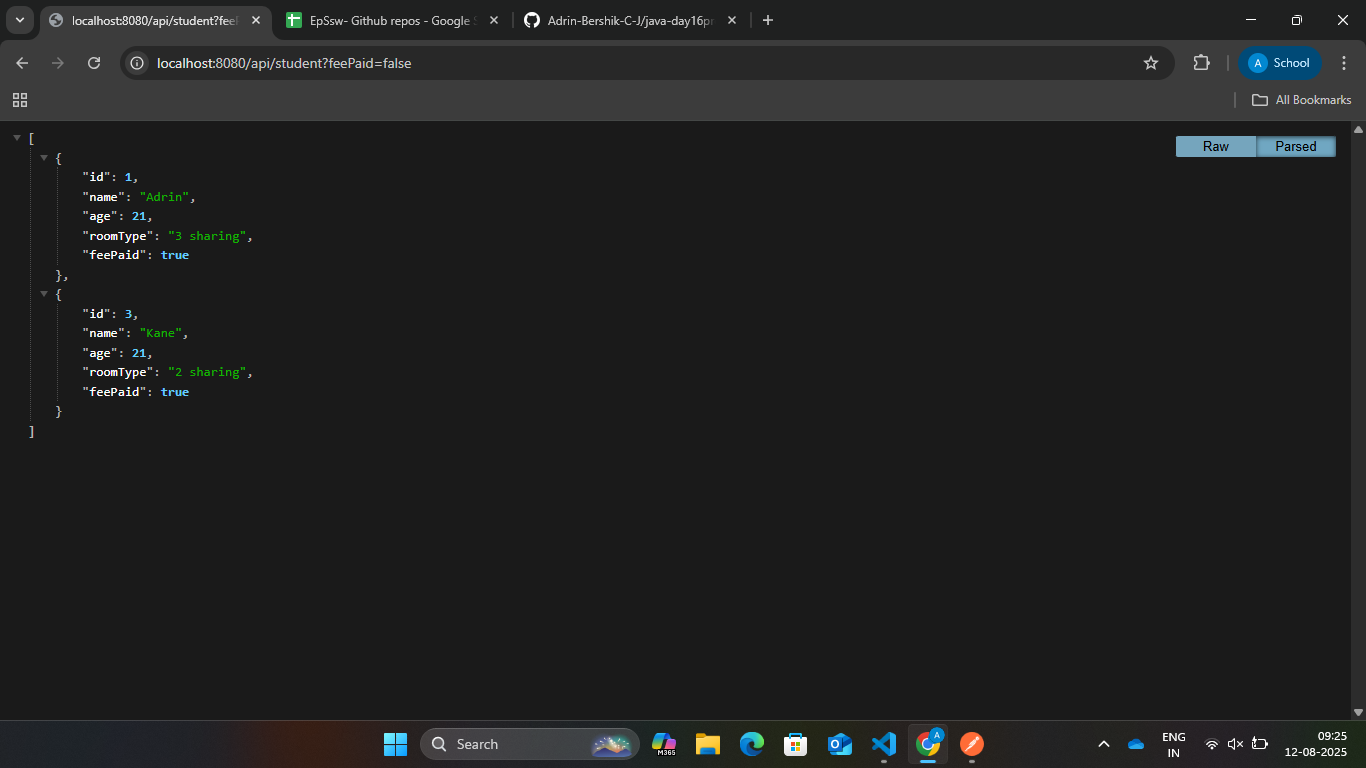 localhost:8080/api/student?fee
EpSsw- Github repos - Google S
Adrin-Bershik-C-J/java-day16pr
localhost:8080/api/student?feePaid=false
A School
All Bookmarks
Raw Parsed
[
{
"id": 1,
"name": "Adrin",
"age": 21,
"roomType": "3 sharing",
"feePaid": true
},
{
"id": 3,
"name": "Kane",
"age": 21,
"roomType": "2 sharing",
"feePaid": true
}
]
Search
M365
A
ENG
IN
09:25
12-08-2025